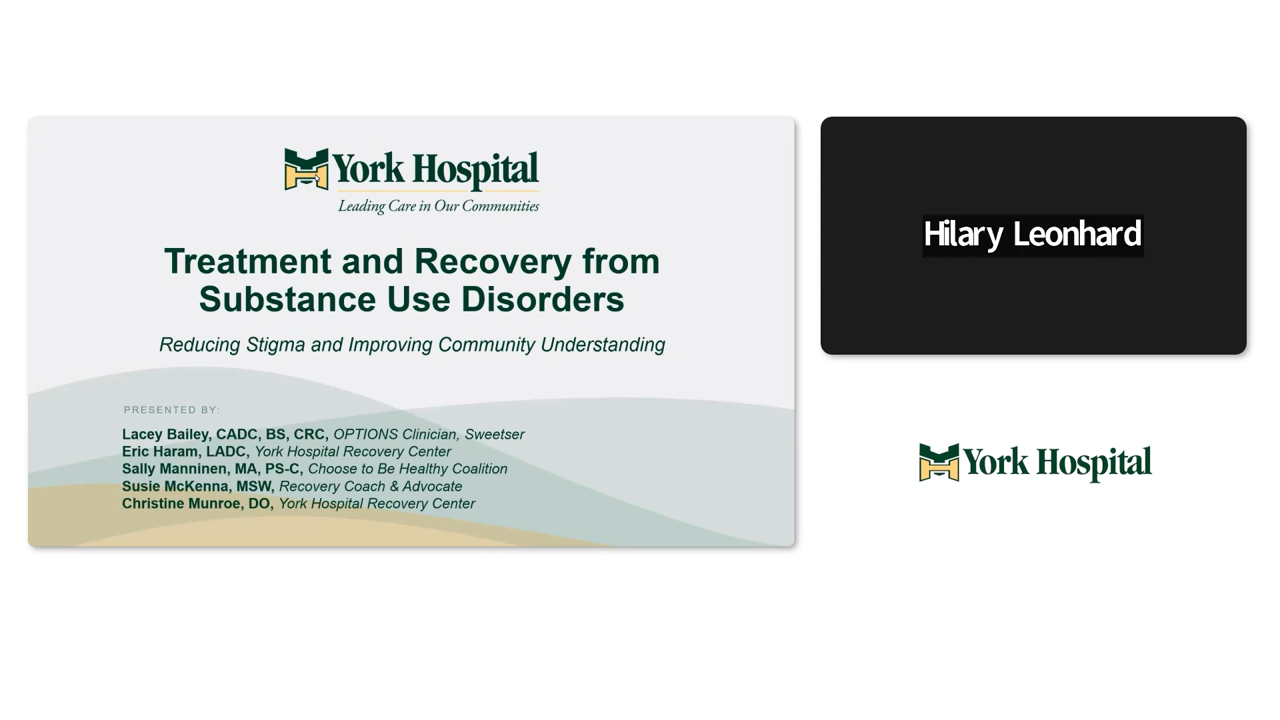 York Hospital
Leading Care in Our Communities
Treatment and Recovery from
Substance Use Disorders
Reducing Stigma and Improving Community Understanding
PRESENTED BY:
Lacey Bailey, CADC, BS, CRC, OPTIONS Clinician, Sweetser
Eric Haram, LADC, York Hospital Recovery Center
Sally Manninen, MA, PS-C, Choose to Be Healthy Coalition
Susie McKenna, MSW, Recovery Coach & Advocate
Christine Munroe, DO, York Hospital Recovery Center
Hilary Leonhard
York Hospital